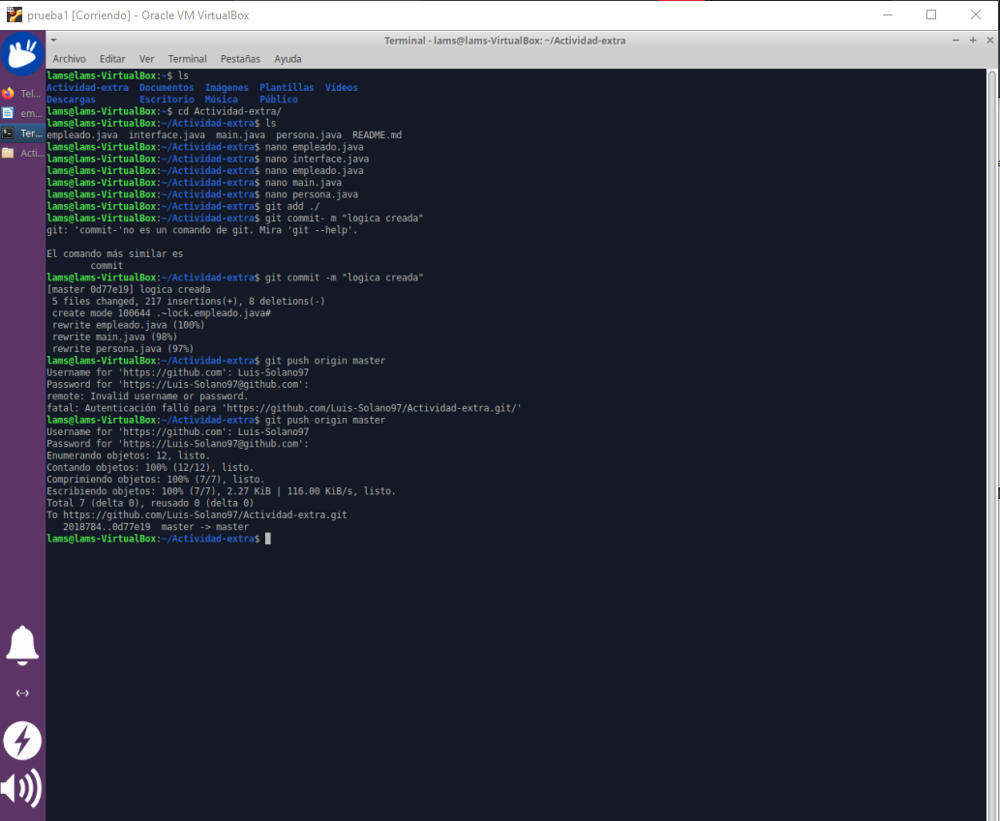 prueba1 [Corriendo] - Oracle VM VirtualBox
Terminal - lams@lams-VirtualBox: ~/Actividad-extra
Archivo Editar Ver Terminal Pestañas Ayuda
Tel...
em...
Ter...
Acti...
lams@lams-VirtualBox:~$ ls
Actividad-extra Documentos Imágenes Plantillas Vídeos
Descargas Escritorio Música Público
lams@lams-VirtualBox:~$ cd Actividad-extra/
lams@lams-VirtualBox:~/Actividad-extra$ ls
empleado.java interface.java main.java persona.java README.md
lams@lams-VirtualBox:~/Actividad-extra$ nano empleado.java
lams@lams-VirtualBox:~/Actividad-extra$ nano interface.java
lams@lams-VirtualBox:~/Actividad-extra$ nano empleado.java
lams@lams-VirtualBox:~/Actividad-extra$ nano main.java
lams@lams-VirtualBox:~/Actividad-extra$ nano persona.java
lams@lams-VirtualBox:~/Actividad-extra$ git add ./
lams@lams-VirtualBox:~/Actividad-extra$ git commit- m "logica creada"
git: 'commit-'no es un comando de git. Mira 'git --help'.
El comando más similar es
commit
lams@lams-VirtualBox:~/Actividad-extra$ git commit -m "logica creada"
[master 0d77e19] logica creada
5 files changed, 217 insertions(+), 8 deletions(-)
create mode 100644 .~lock.empleado.java#
rewrite empleado.java (100%)
rewrite main.java (98%)
rewrite persona.java (97%)
lams@lams-VirtualBox:~/Actividad-extra$ git push origin master
Username for 'https://github.com': Luis-Solano97
Password for 'https://Luis-Solano97@github.com':
remote: Invalid username or password.
fatal: Autenticación falló para 'https://github.com/Luis-Solano97/Actividad-extra.git/'
lams@lams-VirtualBox:~/Actividad-extra$ git push origin master
Username for 'https://github.com': Luis-Solano97
Password for 'https://Luis-Solano97@github.com':
Enumerando objetos: 12, listo.
Contando objetos: 100% (12/12), listo.
Comprimiendo objetos: 100% (7/7), listo.
Escribiendo objetos: 100% (7/7), 2.27 KiB | 116.00 KiB/s, listo.
Total 7 (delta 0), reusado 0 (delta 0)
To https://github.com/Luis-Solano97/Actividad-extra.git
2018784..0d77e19 master -> master
lams@lams-VirtualBox:~/Actividad-extra$